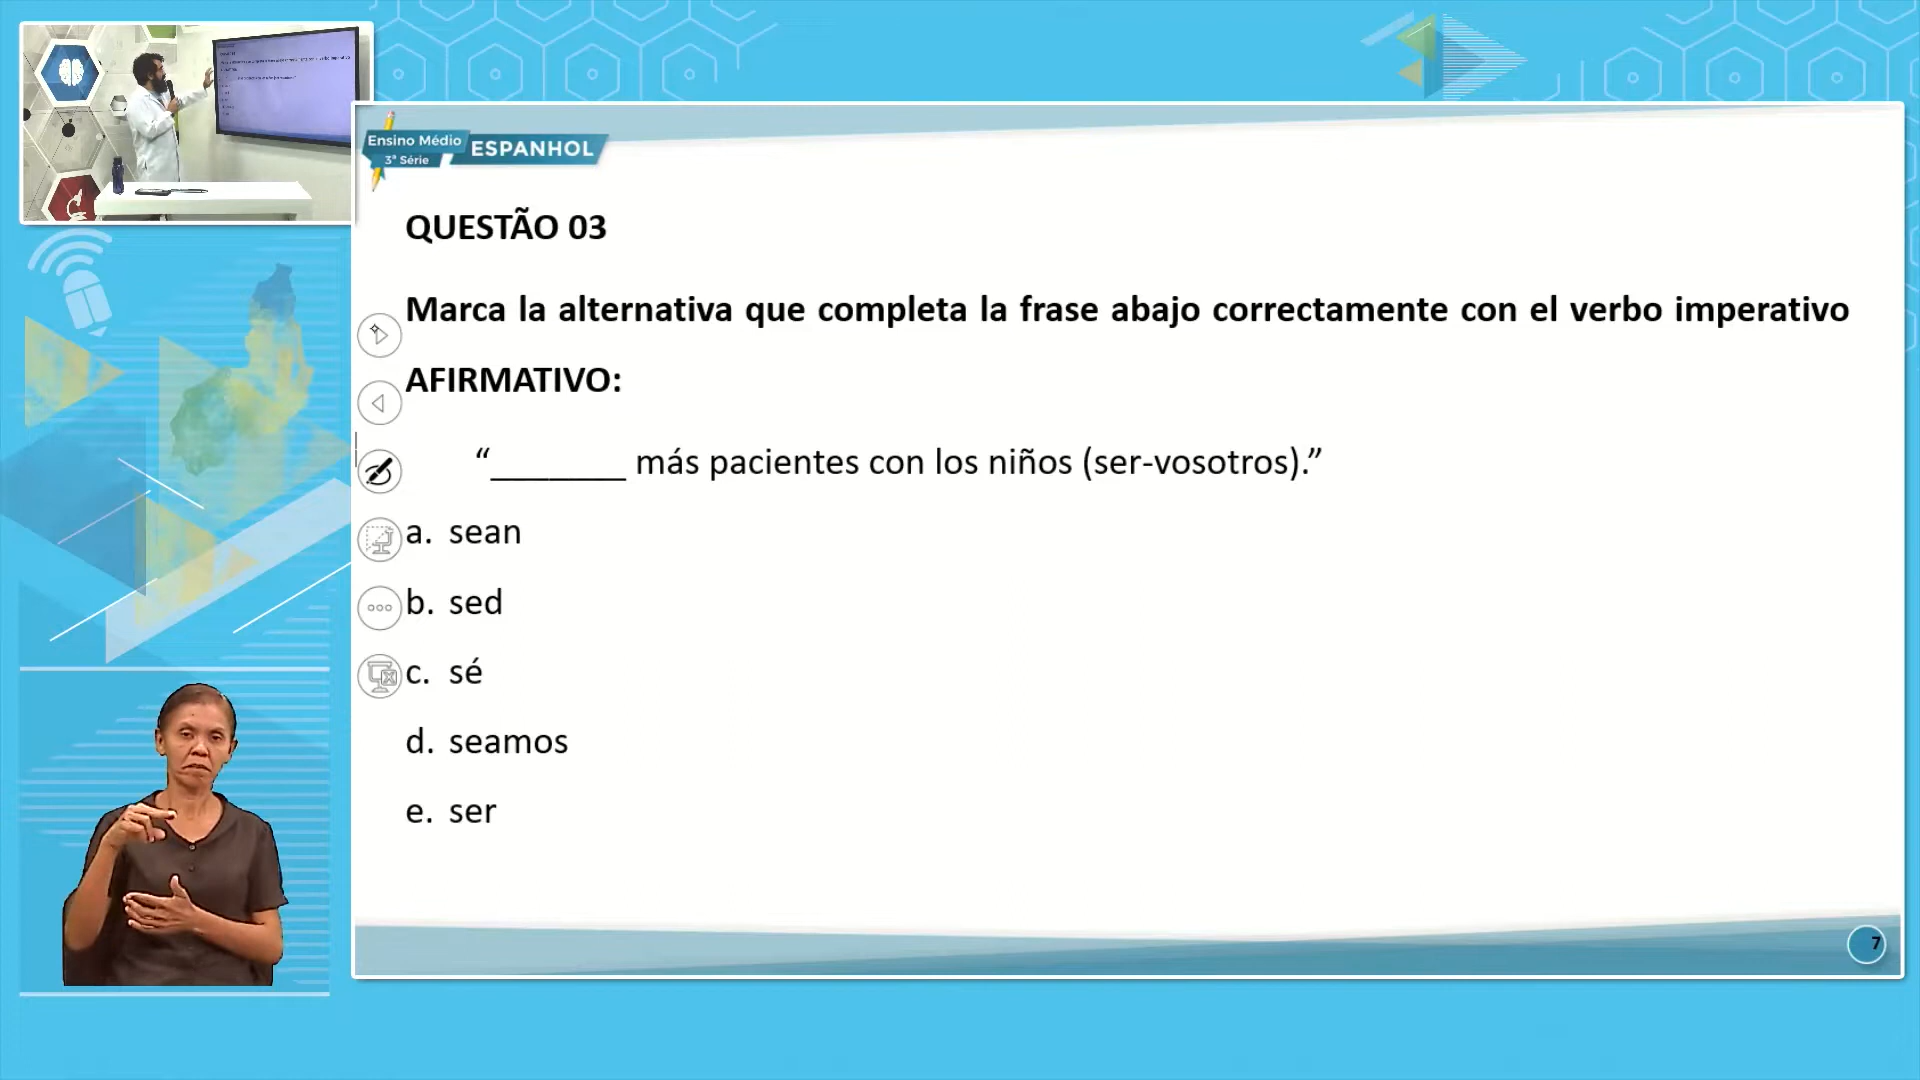 Ensino Médio
3ª Série
ESPANHOL
QUESTÃO 03
Marca la alternativa que completa la frase abajo correctamente con el verbo imperativo
AFIRMATIVO:
“_______ más pacientes con los niños (ser-vosotros).”
a. sean
b. sed
c. sé
d. seamos
e. ser
7